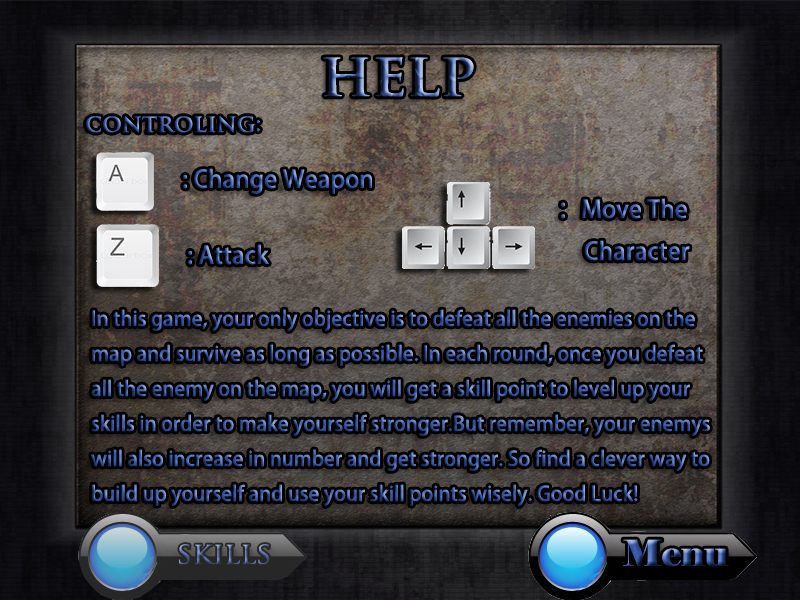 HELP
CONTROLING:
A
: Change Weapon
Z
: Attack
↑
← ↓ →
: Move The
Character
In this game, your only objective is to defeat all the enemies on the
map and survive as long as possible. In each round, once you defeat
all the enemy on the map, you will get a skill point to level up your
skills in order to make yourself stronger.But remember, your enemys
will also increase in number and get stronger. So find a clever way to
build up yourself and use your skill points wisely. Good Luck!
SKILLS
Menu